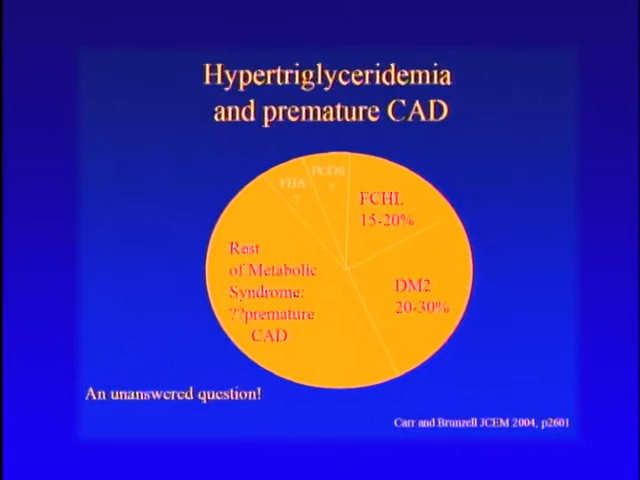 Hypertriglyceridemia
and premature CAD
FHA
?
PCOS
?
FCHL
15-20%
Rest
of Metabolic
Syndrome:
??premature
CAD
DM2
20-30%
An unanswered question!
Carr and Brunzell JCEM 2004, p2601